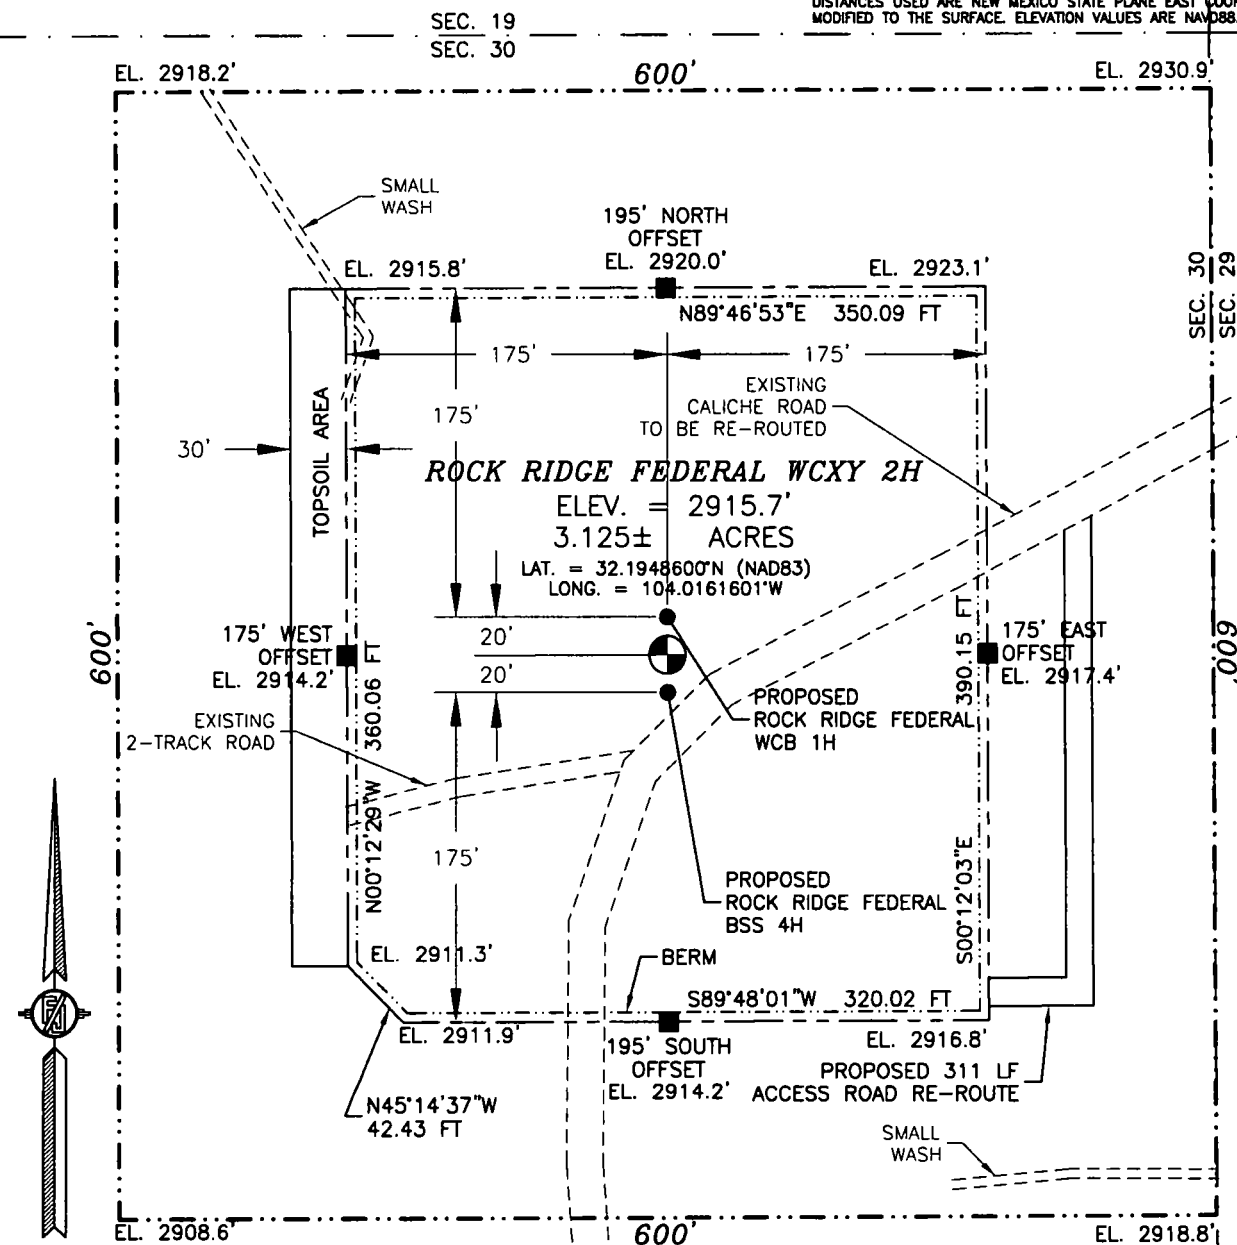 DISTANCES USED ARE NEW MEXICO STATE PLANE EAST
MODIFIED TO THE SURFACE. ELEVATION VALUES ARE NAVD88.
SEC. 19
SEC. 30
EL. 2918.2'
600'
EL. 2930.9'
SMALL
WASH
195' NORTH
OFFSET
EL. 2920.0'
EL. 2915.8'
EL. 2923.1'
SEC. 30
SEC. 29
N89°46'53"E 350.09 FT
175'
175'
EXISTING
CALICHE ROAD
TO BE RE-ROUTED
175'
30'
TOPSOIL AREA
ROCK RIDGE FEDERAL WCXY 2H
ELEV. = 2915.7'
3.125± ACRES
LAT. = 32.1948600°N (NAD83)
LONG. = 104.0161601°W
600'
175' WEST
OFFSET
EL. 2914.2'
20'
20'
175' EAST
OFFSET
EL. 2917.4'
600'
N00°12'29"W 360.06 FT
S00°12'03"E 390.15 FT
PROPOSED
ROCK RIDGE FEDERAL
WCB 1H
EXISTING
2-TRACK ROAD
175'
PROPOSED
ROCK RIDGE FEDERAL
BSS 4H
EL. 2911.3'
BERM
S89°48'01"W 320.02 FT
EL. 2911.9'
195' SOUTH
OFFSET
EL. 2914.2'
EL. 2916.8'
PROPOSED 311 LF
ACCESS ROAD RE-ROUTE
N45°14'37"W
42.43 FT
SMALL
WASH
EL. 2908.6'
600'
EL. 2918.8'